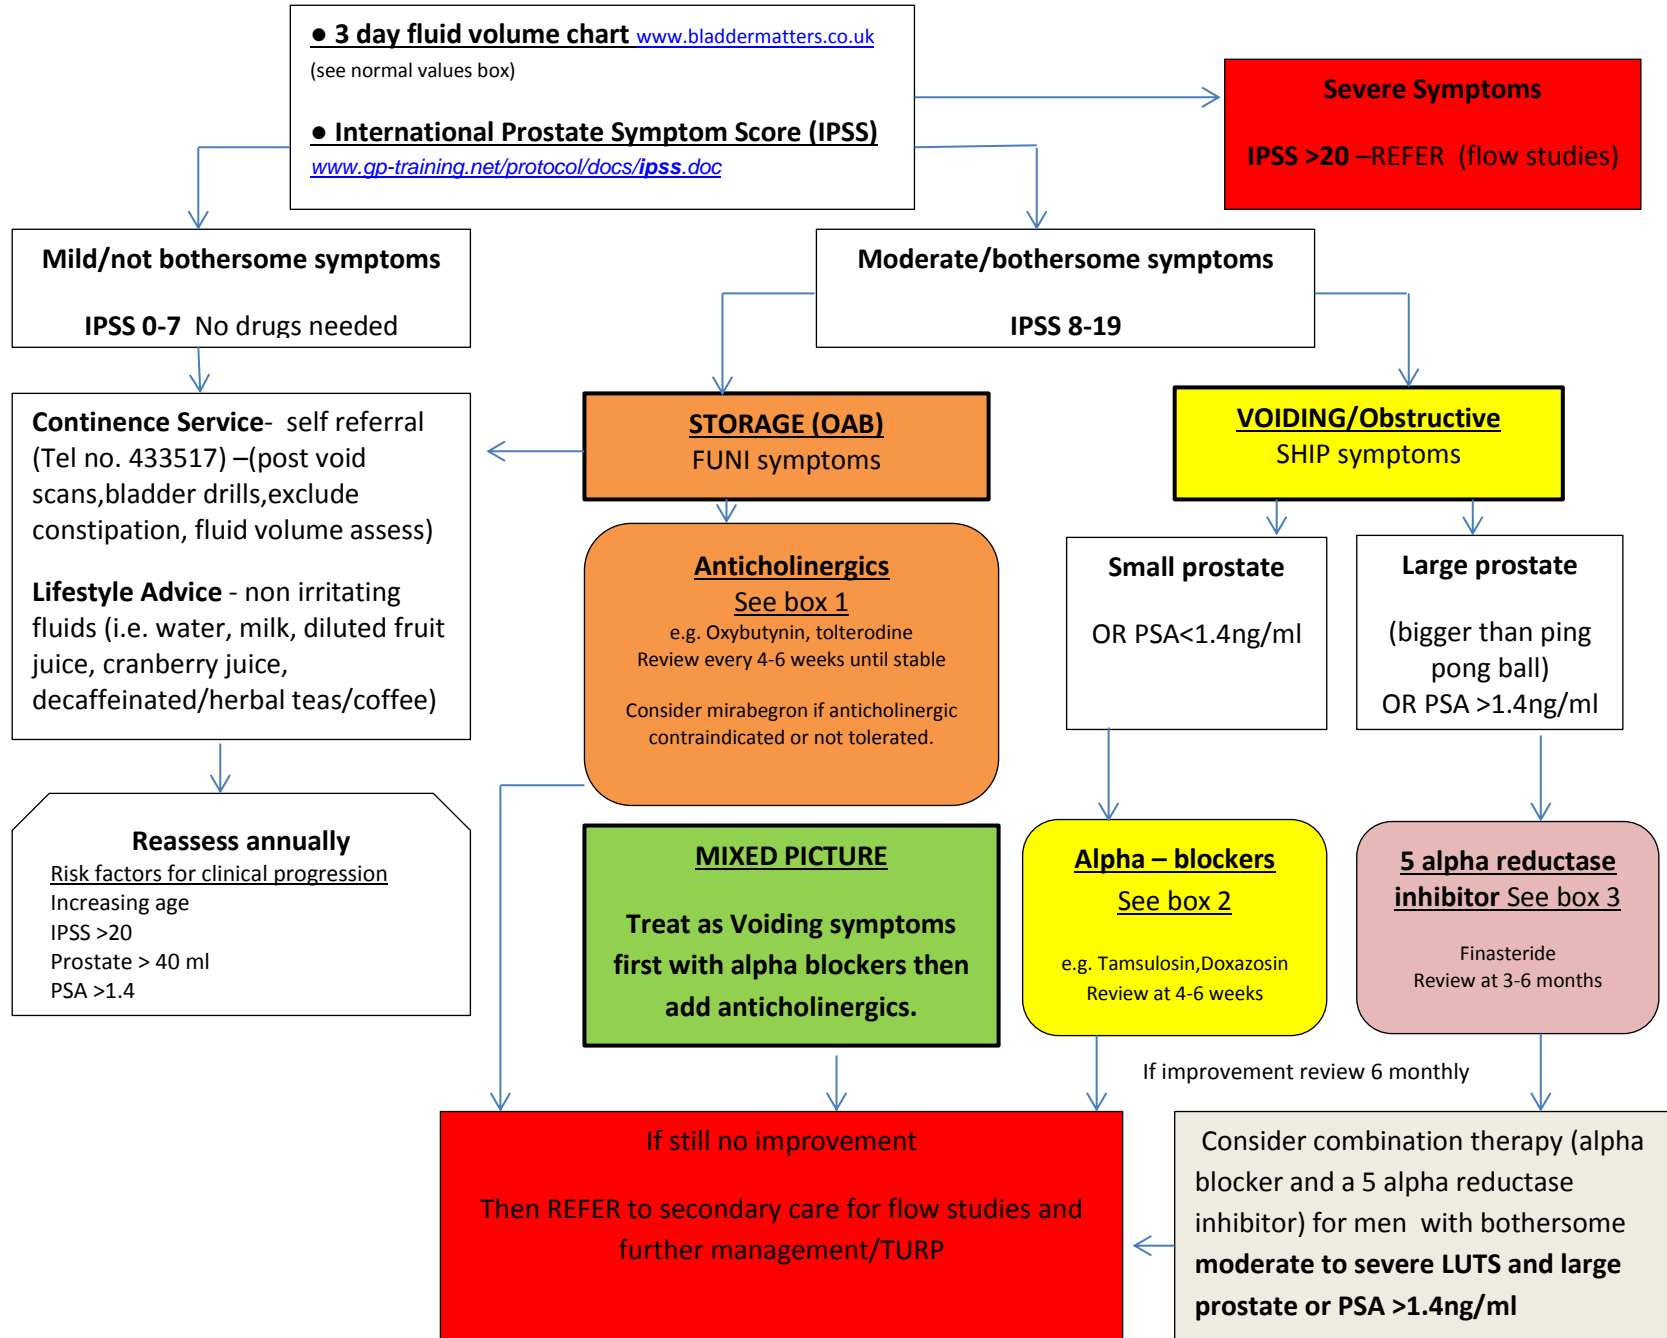 ● 3 day fluid volume chart www.bladdermatters.co.uk
(see normal values box)
● International Prostate Symptom Score (IPSS)
www.gp-training.net/protocol/docs/ipss.doc
Severe Symptoms
IPSS >20 –REFER (flow studies)
Mild/not bothersome symptoms
IPSS 0-7 No drugs needed
Moderate/bothersome symptoms
IPSS 8-19
Continence Service- self referral
(Tel no. 433517) –(post void
scans,bladder drills,exclude
constipation, fluid volume assess)
Lifestyle Advice - non irritating
fluids (i.e. water, milk, diluted fruit
juice, cranberry juice,
decaffeinated/herbal teas/coffee)
STORAGE (OAB)
FUNI symptoms
VOIDING/Obstructive
SHIP symptoms
Anticholinergics
See box 1
e.g. Oxybutynin, tolterodine
Review every 4-6 weeks until stable
Consider mirabegron if anticholinergic
contraindicated or not tolerated.
Small prostate
OR PSA<1.4ng/ml
Large prostate
(bigger than ping
pong ball)
OR PSA >1.4ng/ml
Reassess annually
Risk factors for clinical progression
Increasing age
IPSS >20
Prostate > 40 ml
PSA >1.4
MIXED PICTURE
Treat as Voiding symptoms
first with alpha blockers then
add anticholinergics.
Alpha – blockers
See box 2
e.g. Tamsulosin,Doxazosin
Review at 4-6 weeks
5 alpha reductase
inhibitor See box 3
Finasteride
Review at 3-6 months
If improvement review 6 monthly
If still no improvement
Then REFER to secondary care for flow studies and
further management/TURP
Consider combination therapy (alpha
blocker and a 5 alpha reductase
inhibitor) for men with bothersome
moderate to severe LUTS and large
prostate or PSA >1.4ng/ml